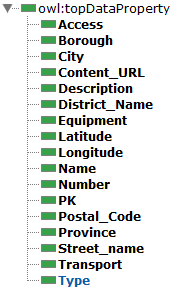 owl:topDataProperty
Access
Borough
City
Content_URL
Description
District_Name
Equipment
Latitude
Longitude
Name
Number
PK
Postal_Code
Province
Street_name
Transport
Type